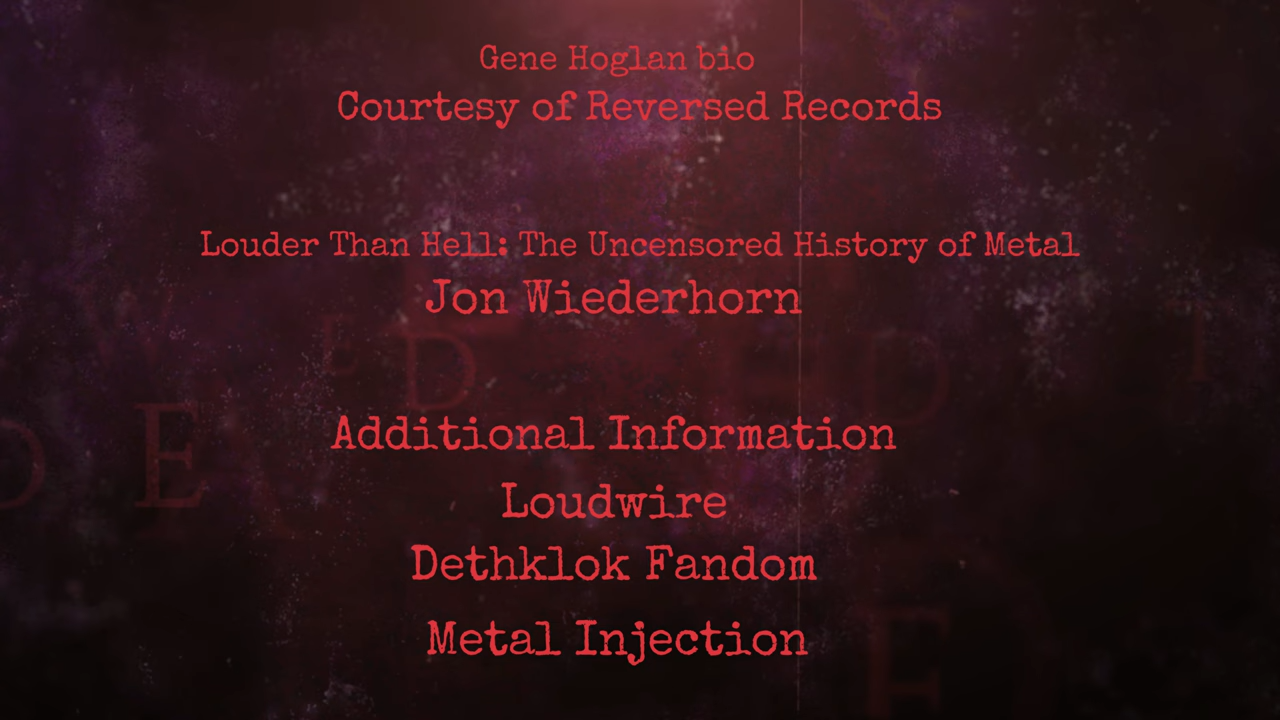 Gene Hoglan bio
Courtesy of Reversed Records
Louder Than Hell: The Uncensored History of Metal
Jon Wiederhorn
Additional Information
Loudwire
Dethklok Fandom
Metal Injection